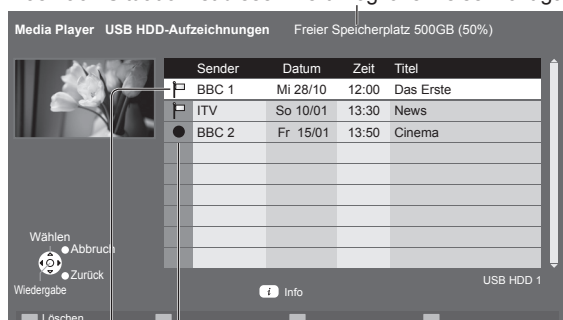 Media Player USB HDD-Aufzeichnungen Freier Speicherplatz 500GB (50%)
Sender Datum Zeit Titel
BBC 1 Mi 28/10 12:00 Das Erste
ITV So 10/01 13:30 News
BBC 2 Fr 15/01 13:50 Cinema
Wählen
Abbruch
Zurück
Wiedergabe
i Info
USB HDD 1
Löschen